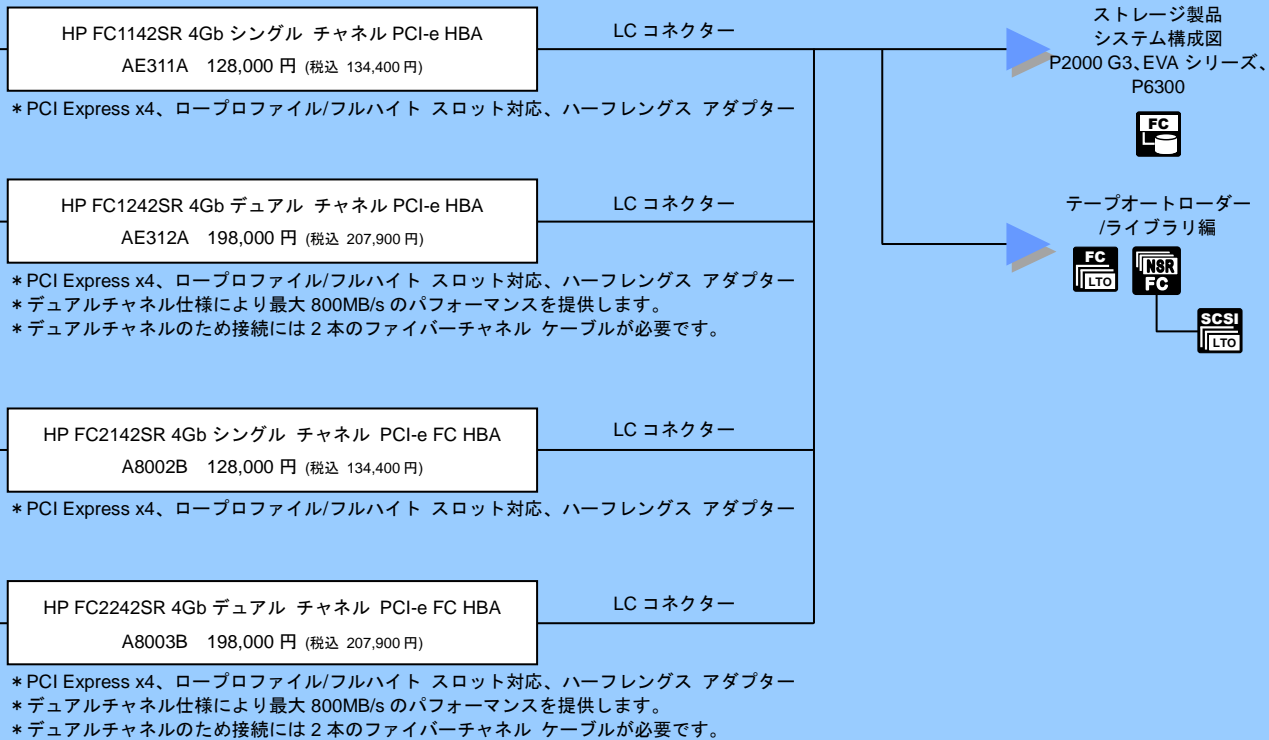 HP FC1142SR 4Gb シングル チャネル PCI-e HBA
AE311A 128,000 円 (税込 134,400 円)
LC コネクター
*PCI Express x4、ロープロファイル/フルハイト スロット対応、ハーフレングス アダプター
HP FC1242SR 4Gb デュアル チャネル PCI-e HBA
AE312A 198,000 円 (税込 207,900 円)
LC コネクター
*PCI Express x4、ロープロファイル/フルハイト スロット対応、ハーフレングス アダプター
*デュアルチャネル仕様により最大 800MB/s のパフォーマンスを提供します。
*デュアルチャネルのため接続には 2 本のファイバーチャネル ケーブルが必要です。
HP FC2142SR 4Gb シングル チャネル PCI-e FC HBA
A8002B 128,000 円 (税込 134,400 円)
LC コネクター
*PCI Express x4、ロープロファイル/フルハイト スロット対応、ハーフレングス アダプター
HP FC2242SR 4Gb デュアル チャネル PCI-e FC HBA
A8003B 198,000 円 (税込 207,900 円)
LC コネクター
*PCI Express x4、ロープロファイル/フルハイト スロット対応、ハーフレングス アダプター
*デュアルチャネル仕様により最大 800MB/s のパフォーマンスを提供します。
*デュアルチャネルのため接続には 2 本のファイバーチャネル ケーブルが必要です。
ストレージ製品
システム構成図
P2000 G3、EVA シリーズ、
P6300
FC
テープオートローダー
/ライブラリ編
FC
LTO
NSR
FC
SCSI
LTO